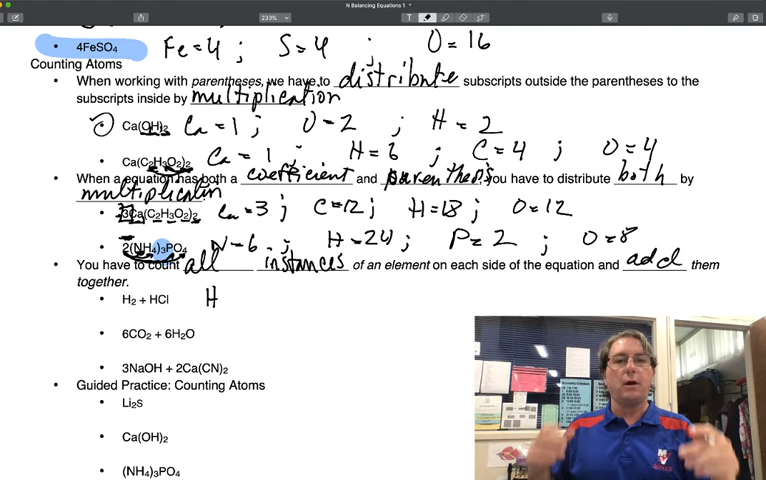 N Balancing Equations 1
233%
4FeSO₄ Fe = 4 ; S = 4 ; O = 16
Counting Atoms
When working with parentheses, we have to distribute subscripts outside the parentheses to the
subscripts inside by multiplication
Ca(OH)₂ Ca = 1 ; O = 2 ; H = 2
Ca(C₂H₃O₂)₂ Ca = 1 ; H = 6 ; C = 4 ; O = 4
When a equation has both a coefficient and parenthesis you have to distribute both by
multiplication
3Ca(C₂H₃O₂)₂ Ca = 3 ; C = 12 ; H = 18 ; O = 12
2(NH₄)₃PO₄ N = 6 ; H = 24 ; P = 2 ; O = 8
You have to count all instances of an element on each side of the equation and add them
together.
H₂ + HCl H
6CO₂ + 6H₂O
3NaOH + 2Ca(CN)₂
Guided Practice: Counting Atoms
Li₂s
Ca(OH)₂
(NH₄)₃PO₄